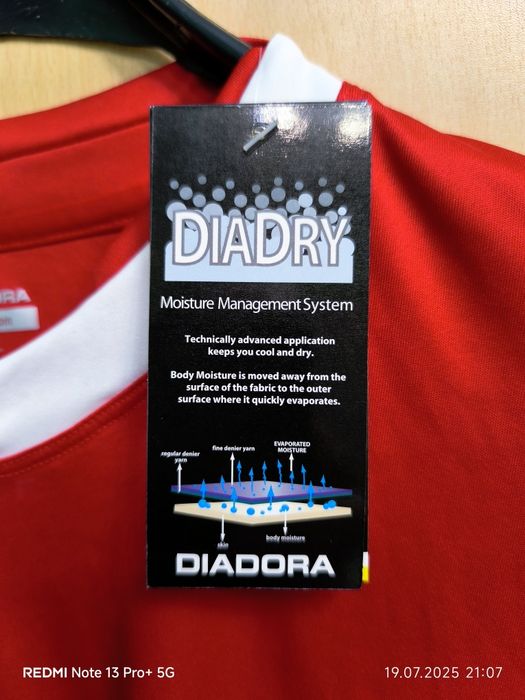 DIADRY
Moisture Management System
Technically advanced application
keeps you cool and dry.
Body Moisture is moved away from the
surface of the fabric to the outer
surface where it quickly evaporates.
regular denier
yarn
fine denier yarn
EVAPORATED
MOISTURE
skin
body moisture
DIADORA
REDMI Note 13 Pro+ 5G
19.07.2025 21:07